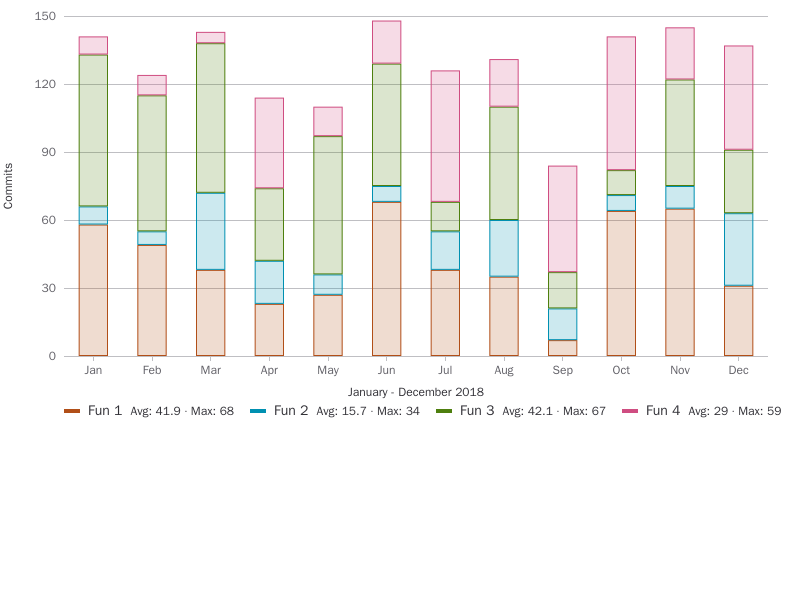 150
120
90
60
30
0
Commits
Jan Feb Mar Apr May Jun Jul Aug Sep Oct Nov Dec
January - December 2018
Fun 1 Avg: 41.9 · Max: 68 Fun 2 Avg: 15.7 · Max: 34 Fun 3 Avg: 42.1 · Max: 67 Fun 4 Avg: 29 · Max: 59